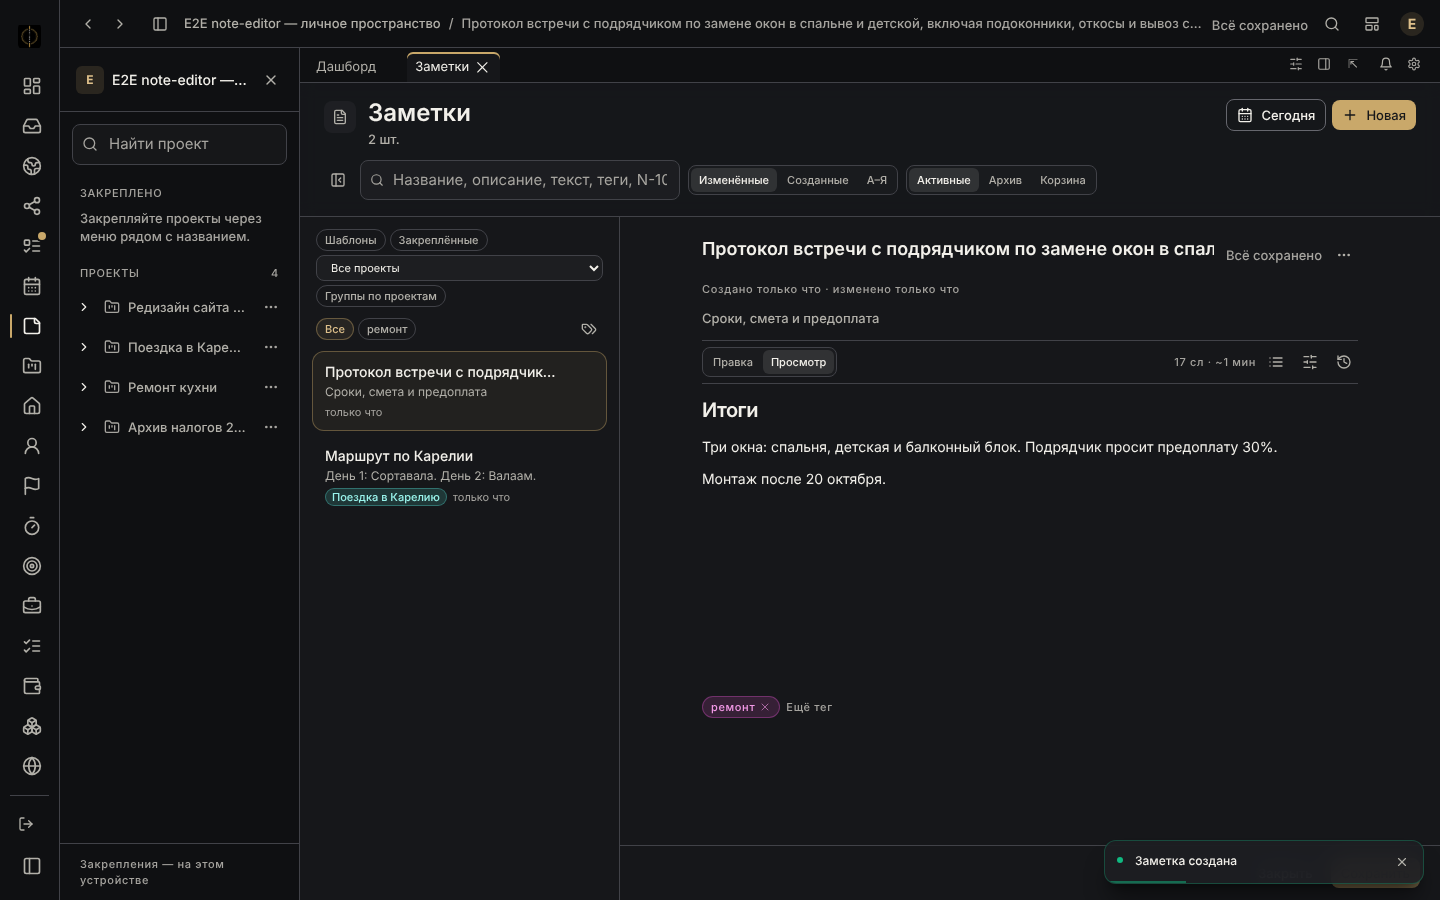 E2E note-editor — личное пространство / Протокол встречи с подрядчиком по замене окон в спальне и детской, включая подоконники, откосы и вывоз с...
Всё сохранено
E
E
E2E note-editor —...
Найти проект
ЗАКРЕПЛЕНО
Закрепляйте проекты через
меню рядом с названием.
ПРОЕКТЫ 4
Редизайн сайта ...
Поездка в Каре...
Ремонт кухни
Архив налогов 2...
Закрепления — на этом
устройстве
Дашборд
Заметки
Заметки
2 шт.
Сегодня
Новая
Название, описание, текст, теги, N-10
Изменённые Созданные А–Я
Активные Архив Корзина
Шаблоны Закреплённые
Все проекты
Группы по проектам
Все ремонт
Протокол встречи с подрядчик...
Сроки, смета и предоплата
только что
Маршрут по Карелии
День 1: Сортавала. День 2: Валаам.
Поездка в Карелию только что
Протокол встречи с подрядчиком по замене окон в спал
Всё сохранено
Создано только что · изменено только что
Сроки, смета и предоплата
Правка Просмотр
17 сл · ~1 мин
Итоги
Три окна: спальня, детская и балконный блок. Подрядчик просит предоплату 30%.
Монтаж после 20 октября.
ремонт Ещё тег
Заметка создана